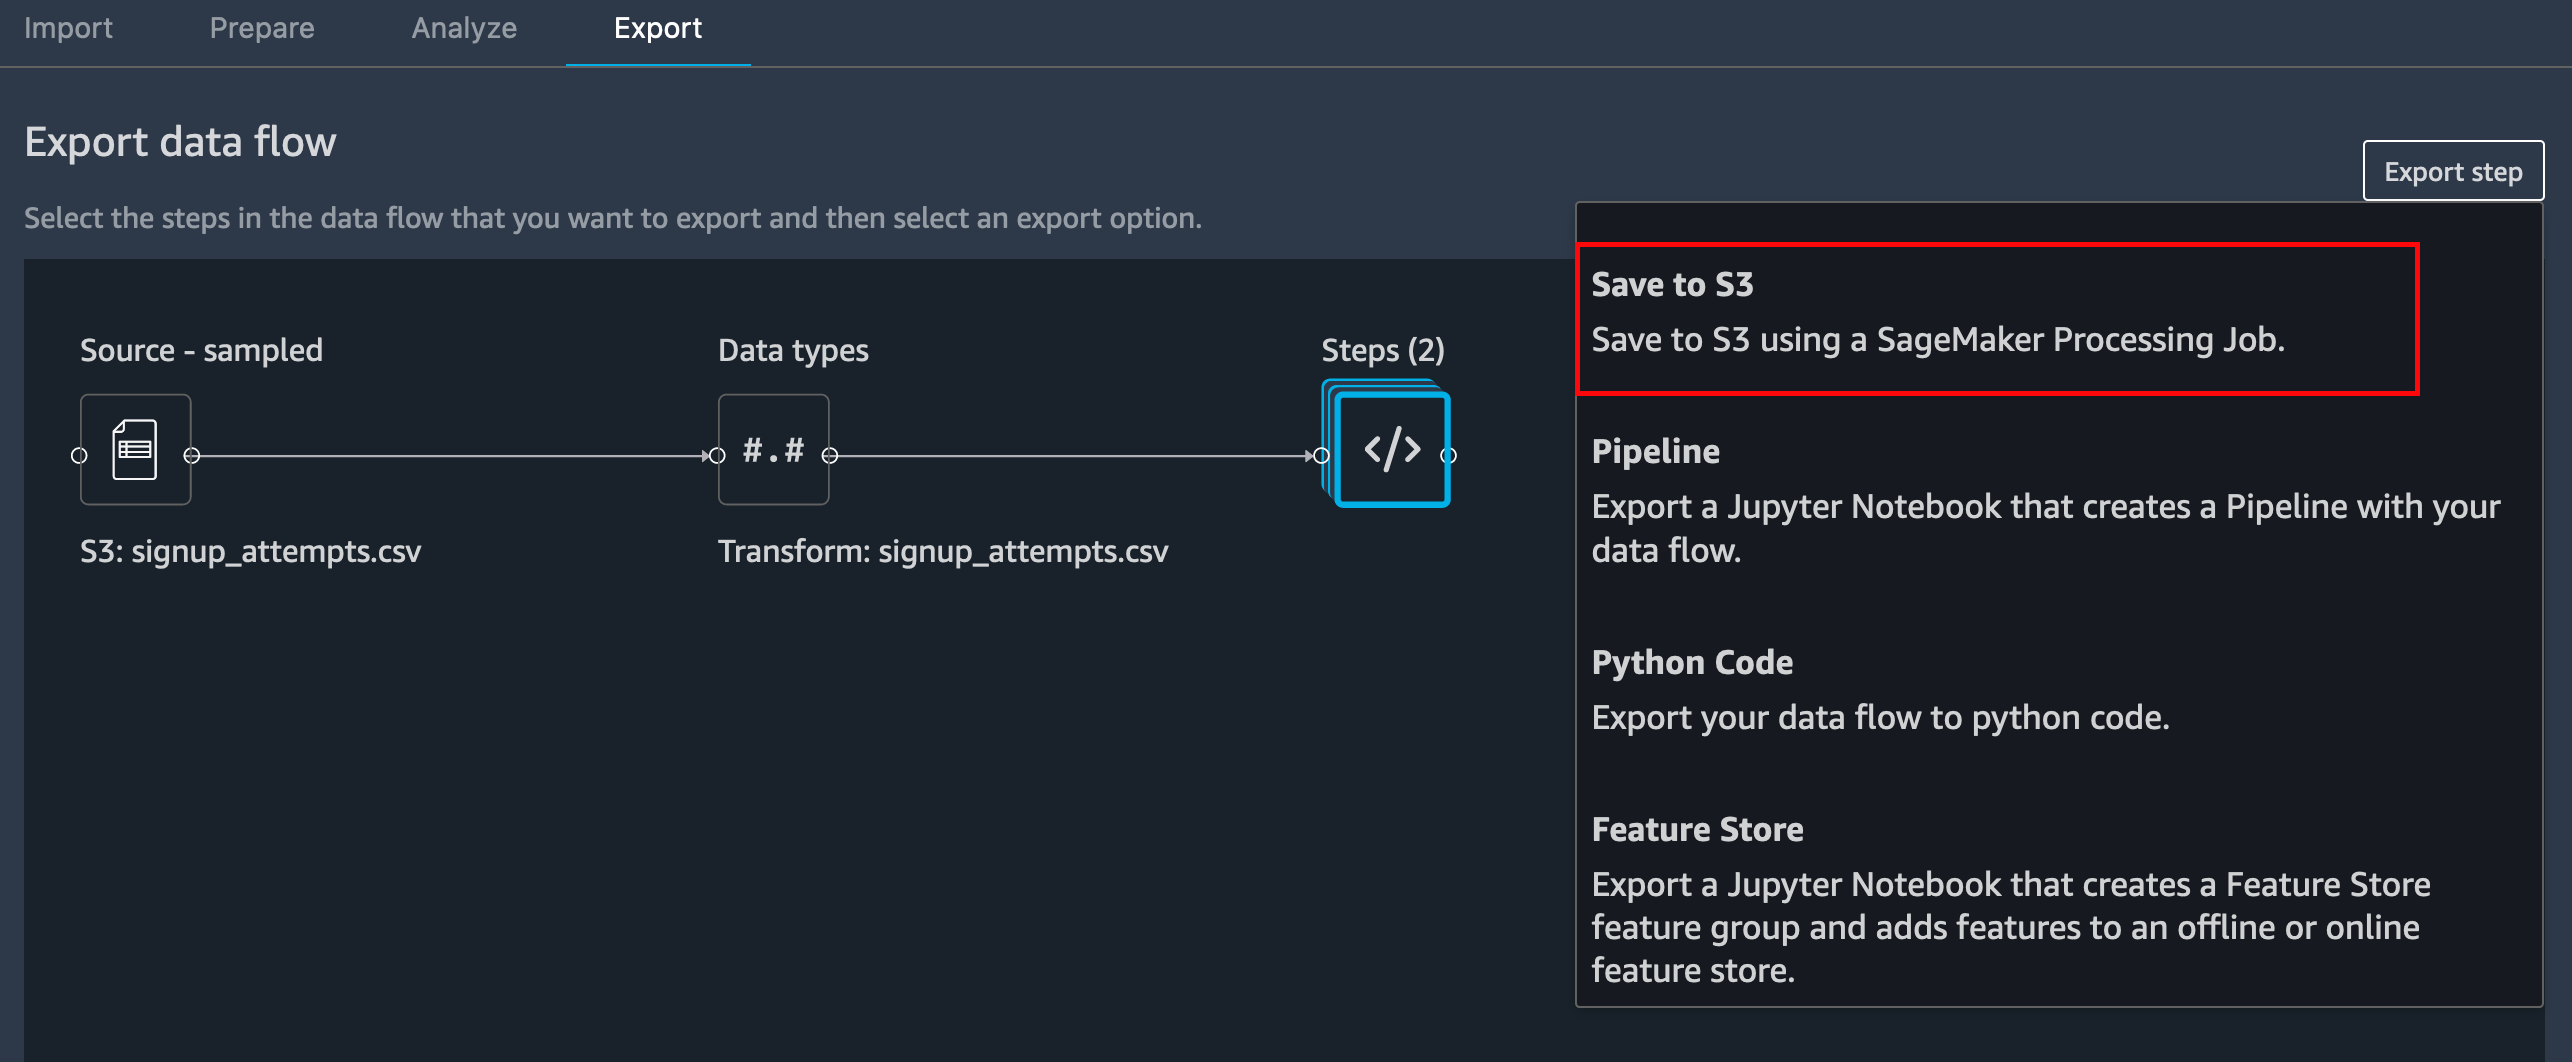 Import
Prepare
Analyze
Export
Export data flow
Export step
Select the steps in the data flow that you want to export and then select an export option.
Source - sampled
Data types
Steps (2)
#.#
</>
S3: signup_attempts.csv
Transform: signup_attempts.csv
Save to S3
Save to S3 using a SageMaker Processing Job.
Pipeline
Export a Jupyter Notebook that creates a Pipeline with your
data flow.
Python Code
Export your data flow to python code.
Feature Store
Export a Jupyter Notebook that creates a Feature Store
feature group and adds features to an offline or online
feature store.